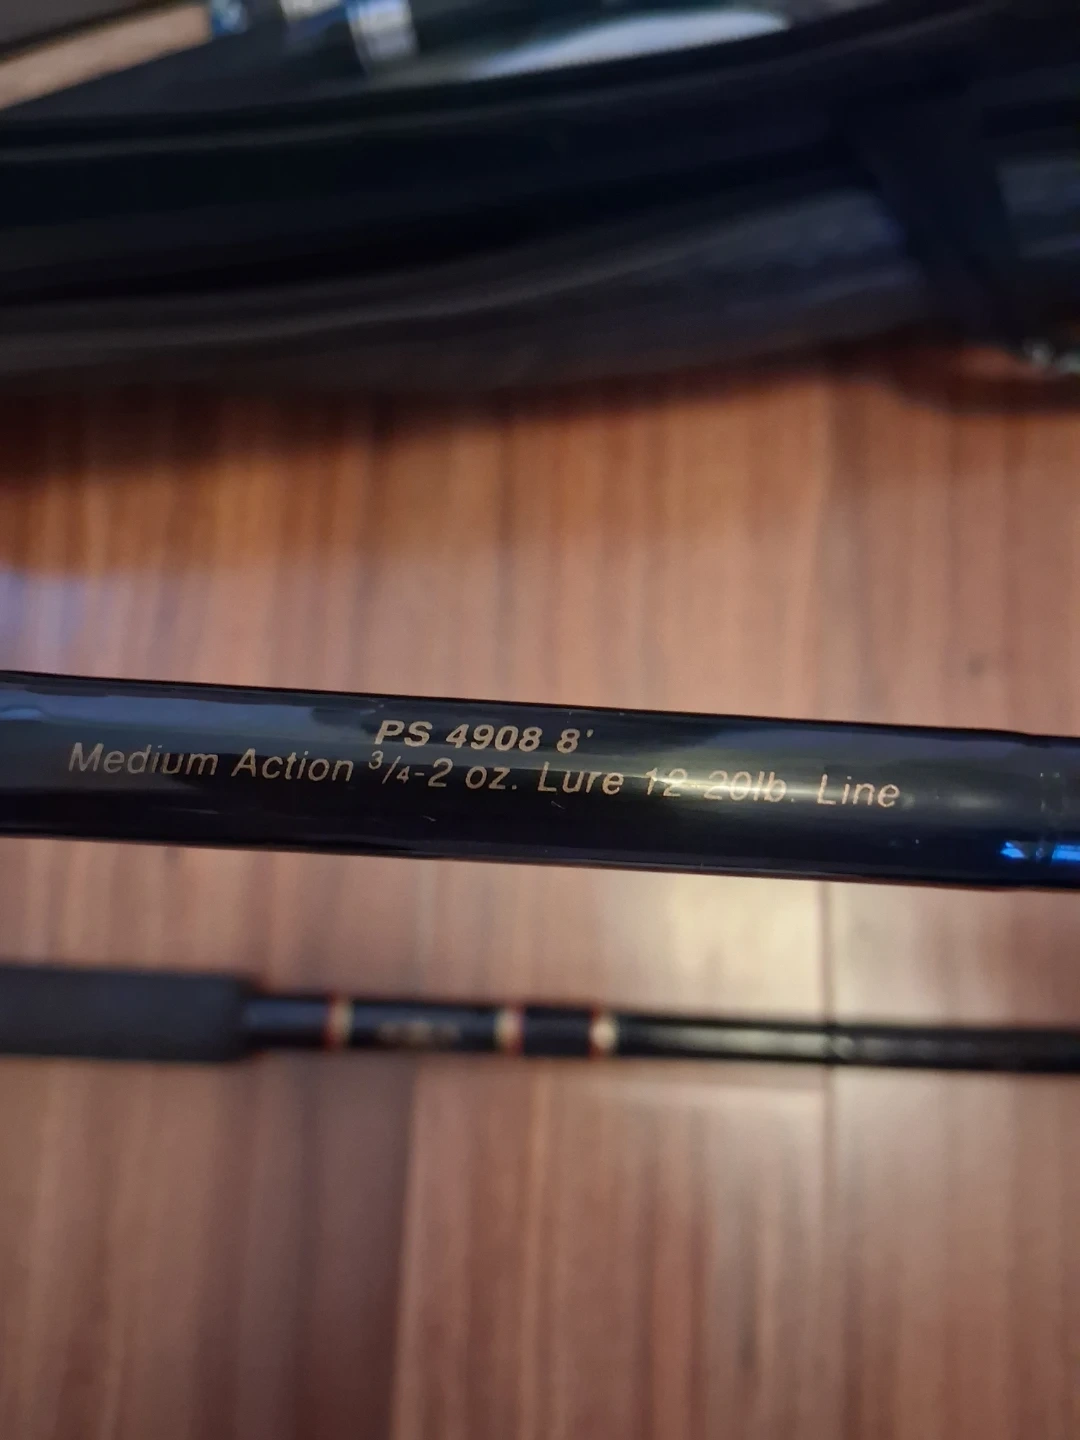 PS 4908 8'
Medium Action 3/4-2 oz. Lure 12-20lb. Line